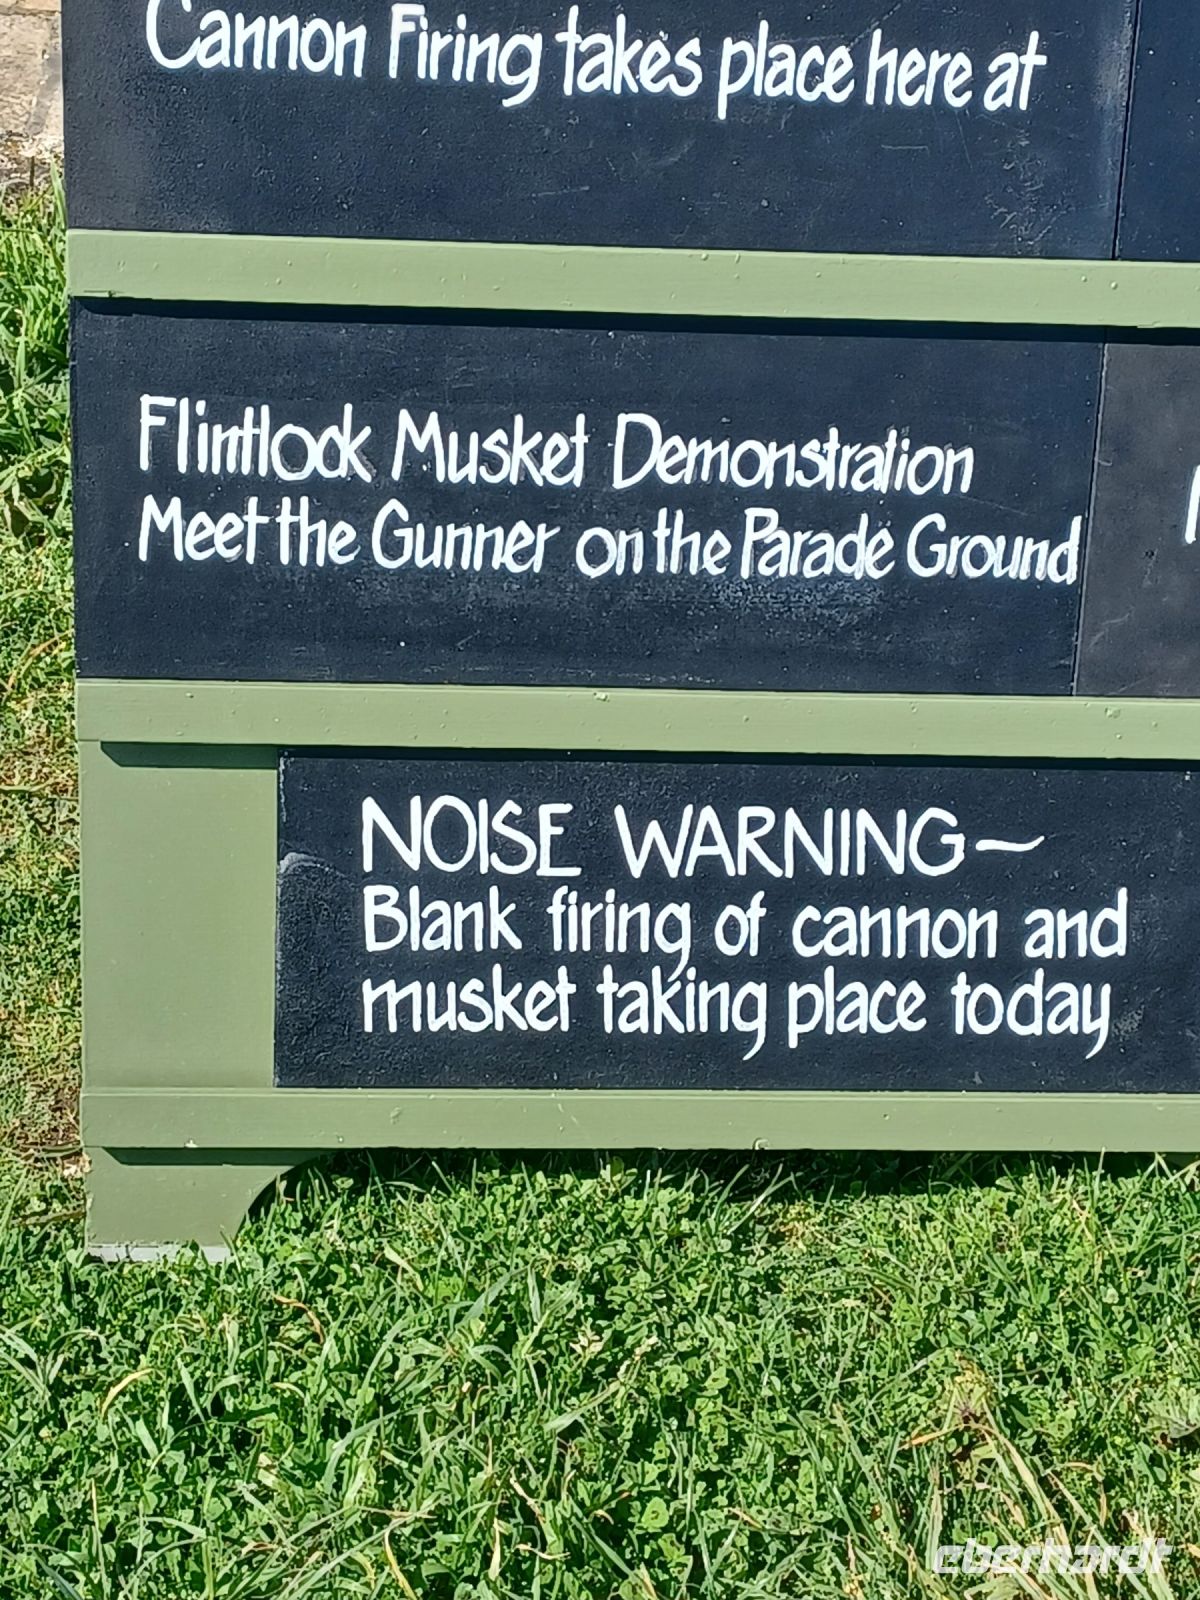 Cannon Firing takes place here at
Flintlock Musket Demonstration
Meet the Gunner on the Parade Ground
NOISE WARNING~
Blank firing of cannon and
musket taking place today
eberhardt